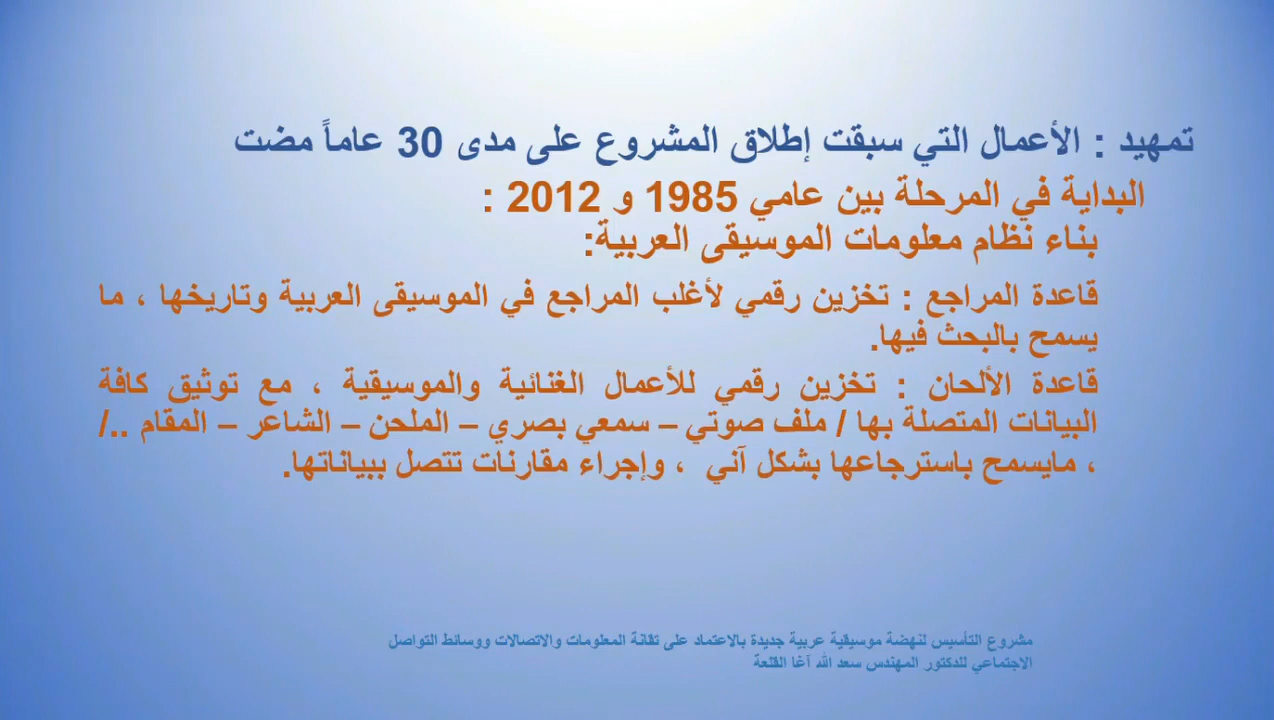 تمهيد : الأعمال التي سبقت إطلاق المشروع على مدى 30 عاماً مضت
البداية في المرحلة بين عامي 1985 و 2012 :
بناء نظام معلومات الموسيقى العربية:
قاعدة المراجع : تخزين رقمي لأغلب المراجع في الموسيقى العربية وتاريخها ، ما
يسمح بالبحث فيها.
قاعدة الألحان : تخزين رقمي للأعمال الغنائية والموسيقية ، مع توثيق كافة
البيانات المتصلة بها / ملف صوتي – سمعي بصري – الملحن – الشاعر – المقام ../
، مايسمح باسترجاعها بشكل آني ، وإجراء مقارنات تتصل ببياناتها.
مشروع التأسيس لنهضة موسيقية عربية جديدة بالاعتماد على تقانة المعلومات والاتصالات ووسائط التواصل
الاجتماعي للدكتور المهندس سعد الله آغا القلعة